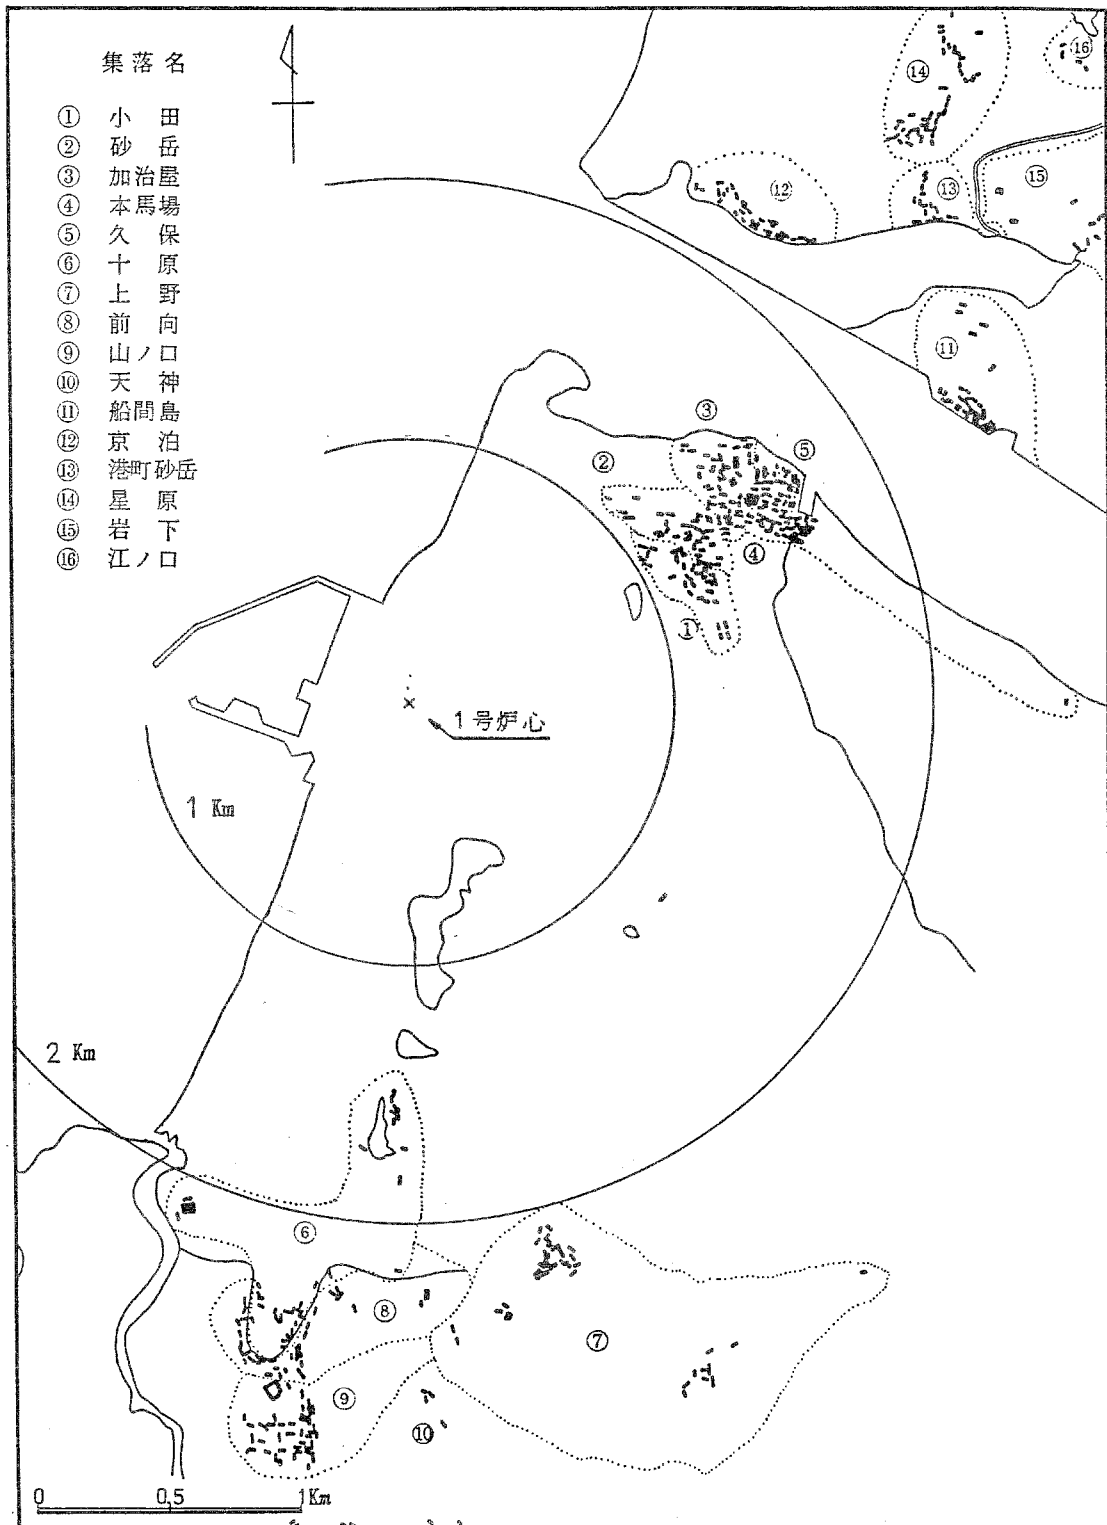 集落名
① 小田
② 砂岳
③ 加治屋
④ 本馬場
⑤ 久保
⑥ 十原
⑦ 上野
⑧ 前向
⑨ 山ノ口
⑩ 天神
⑪ 船間島
⑫ 京泊
⑬ 港町砂岳
⑭ 星原
⑮ 岩下
⑯ 江ノ口
⑯
⑭
⑮
⑬
⑫
⑪
③
⑤
②
④
①
1号炉心
1 Km
2 Km
⑥
⑧
⑦
⑨
⑩
0 0.5 1Km